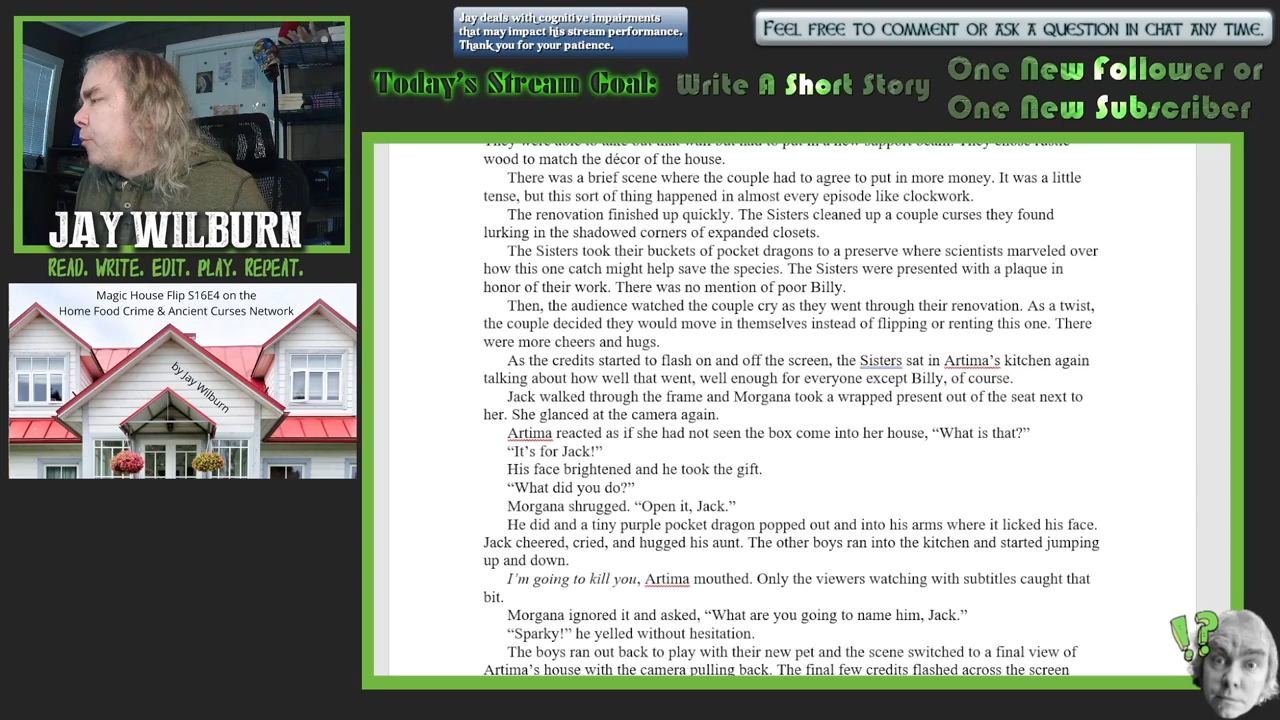 Jay deals with cognitive impairments
that may impact his stream performance.
Thank you for your patience.
Feel free to comment or ask a question in chat any time.
Today's Stream Goal:
Write A Short Story
One New Follower or
One New Subscriber
JAY WILBURN
READ. WRITE. EDIT. PLAY. REPEAT.
Magic House Flip S16E4 on the
Home Food Crime & Ancient Curses Network
by Jay Wilburn
wood to match the décor of the house.
There was a brief scene where the couple had to agree to put in more money. It was a little
tense, but this sort of thing happened in almost every episode like clockwork.
The renovation finished up quickly. The Sisters cleaned up a couple curses they found
lurking in the shadowed corners of expanded closets.
The Sisters took their buckets of pocket dragons to a preserve where scientists marveled over
how this one catch might help save the species. The Sisters were presented with a plaque in
honor of their work. There was no mention of poor Billy.
Then, the audience watched the couple cry as they went through their renovation. As a twist,
the couple decided they would move in themselves instead of flipping or renting this one. There
were more cheers and hugs.
As the credits started to flash on and off the screen, the Sisters sat in Artima's kitchen again
talking about how well that went, well enough for everyone except Billy, of course.
Jack walked through the frame and Morgana took a wrapped present out of the seat next to
her. She glanced at the camera again.
Artima reacted as if she had not seen the box come into her house, “What is that?”
“It's for Jack!”
His face brightened and he took the gift.
“What did you do?”
Morgana shrugged. “Open it, Jack.”
He did and a tiny purple pocket dragon popped out and into his arms where it licked his face.
Jack cheered, cried, and hugged his aunt. The other boys ran into the kitchen and started jumping
up and down.
I'm going to kill you, Artima mouthed. Only the viewers watching with subtitles caught that
bit.
Morgana ignored it and asked, “What are you going to name him, Jack.”
“Sparky!” he yelled without hesitation.
The boys ran out back to play with their new pet and the scene switched to a final view of
Artima's house with the camera pulling back. The final few credits flashed across the screen
!?